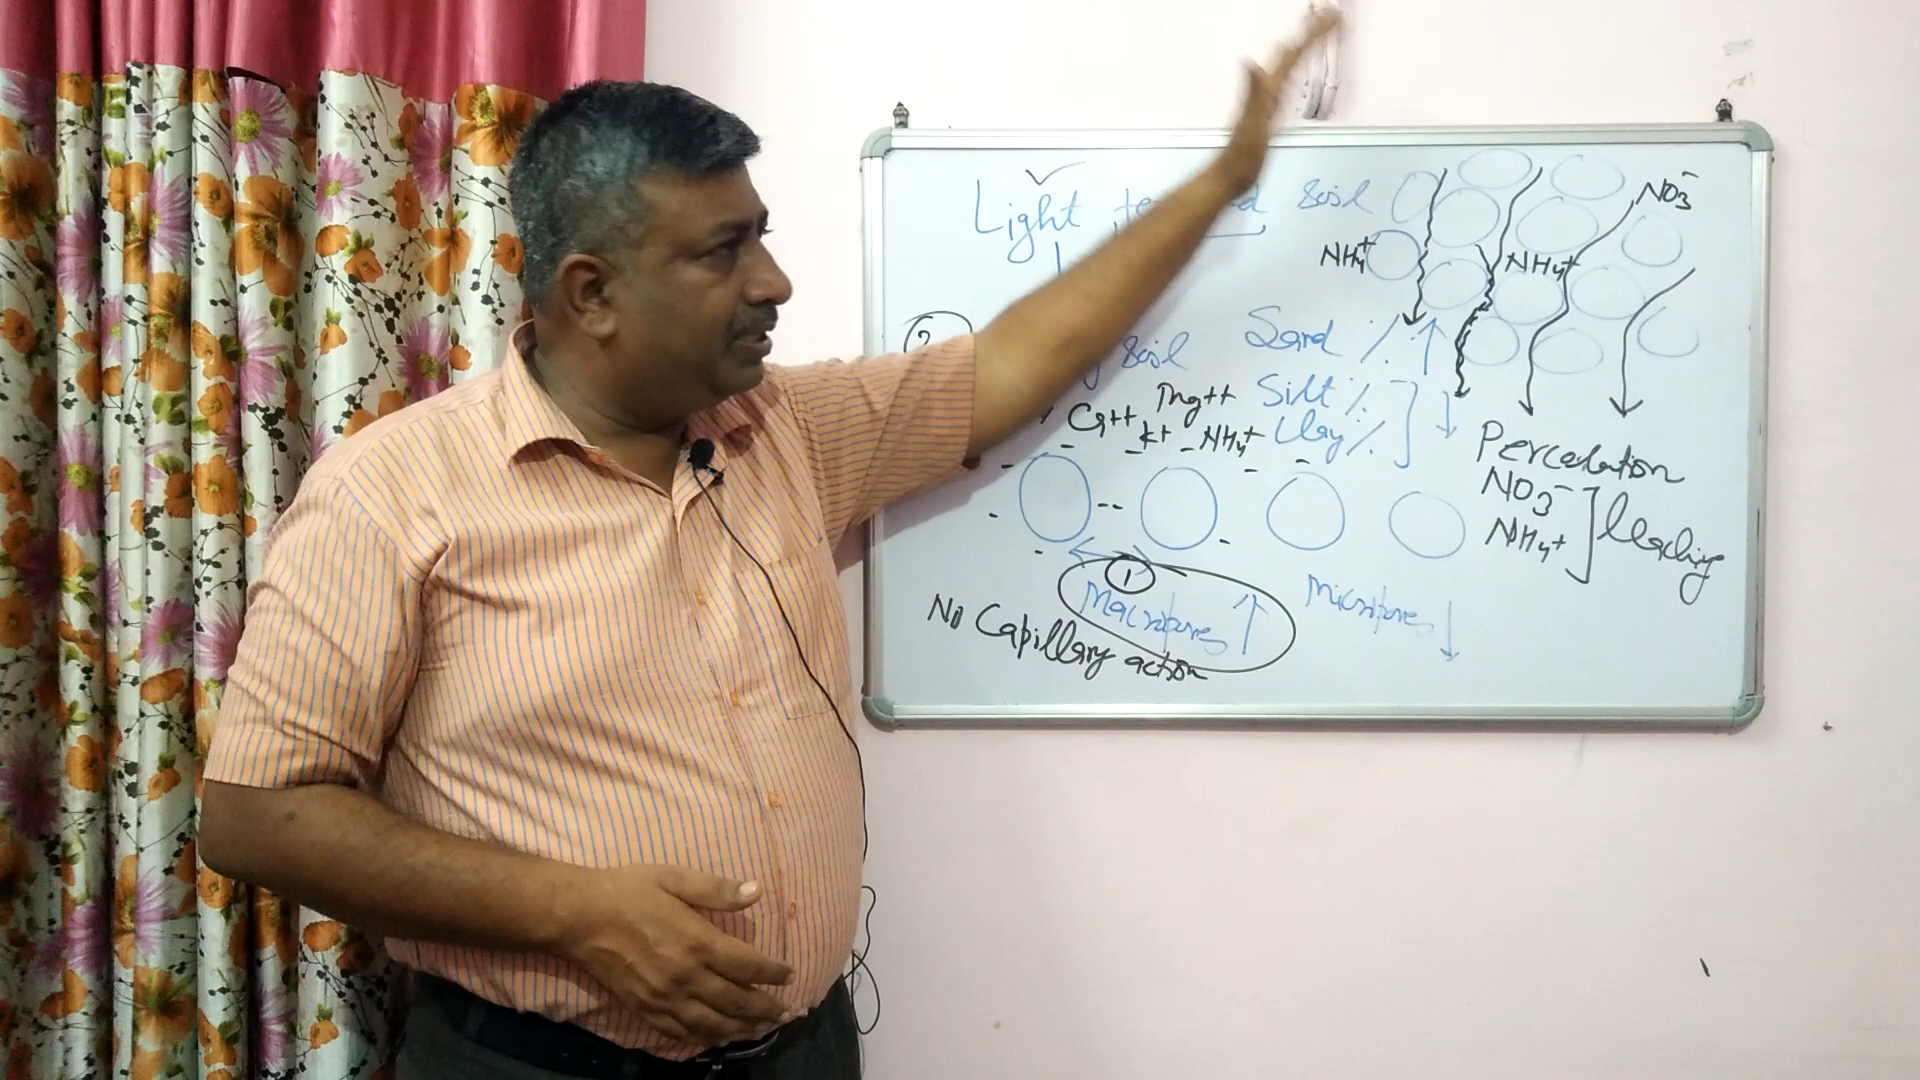 Light Soil
NO3-
NH4+
NH4+
2
Soil
Sand %
Silt %
Clay %
Ca++ Mg++
K+ NH4+
Percolation
NO3-
NH4+
leaching
1
Macropores
Micropores
No Capillary action